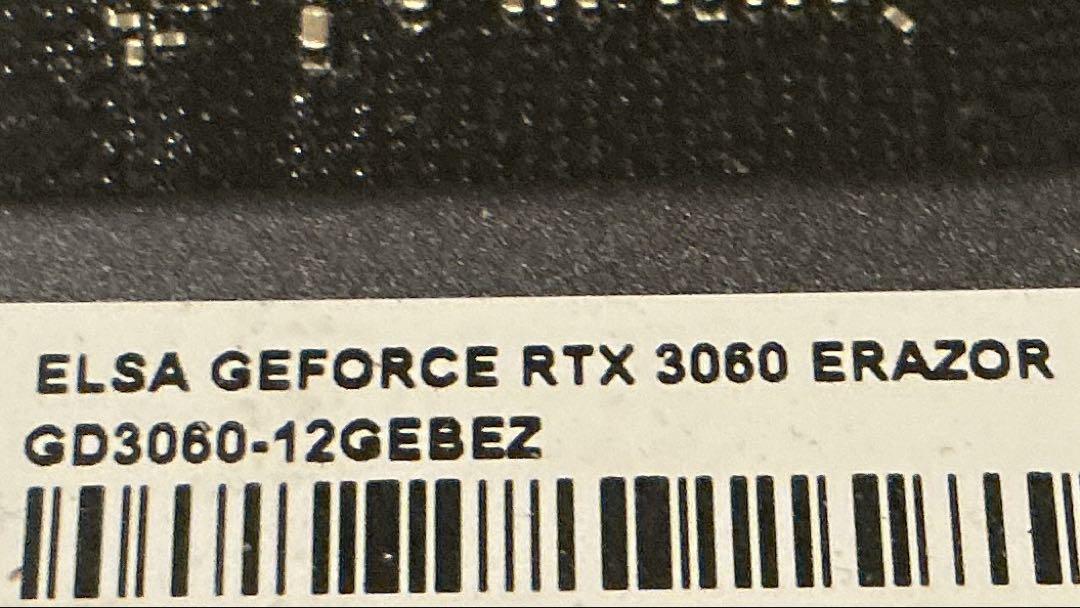 ELSA GEFORCE RTX 3060 ERAZOR
GD3060-12GEBEZ